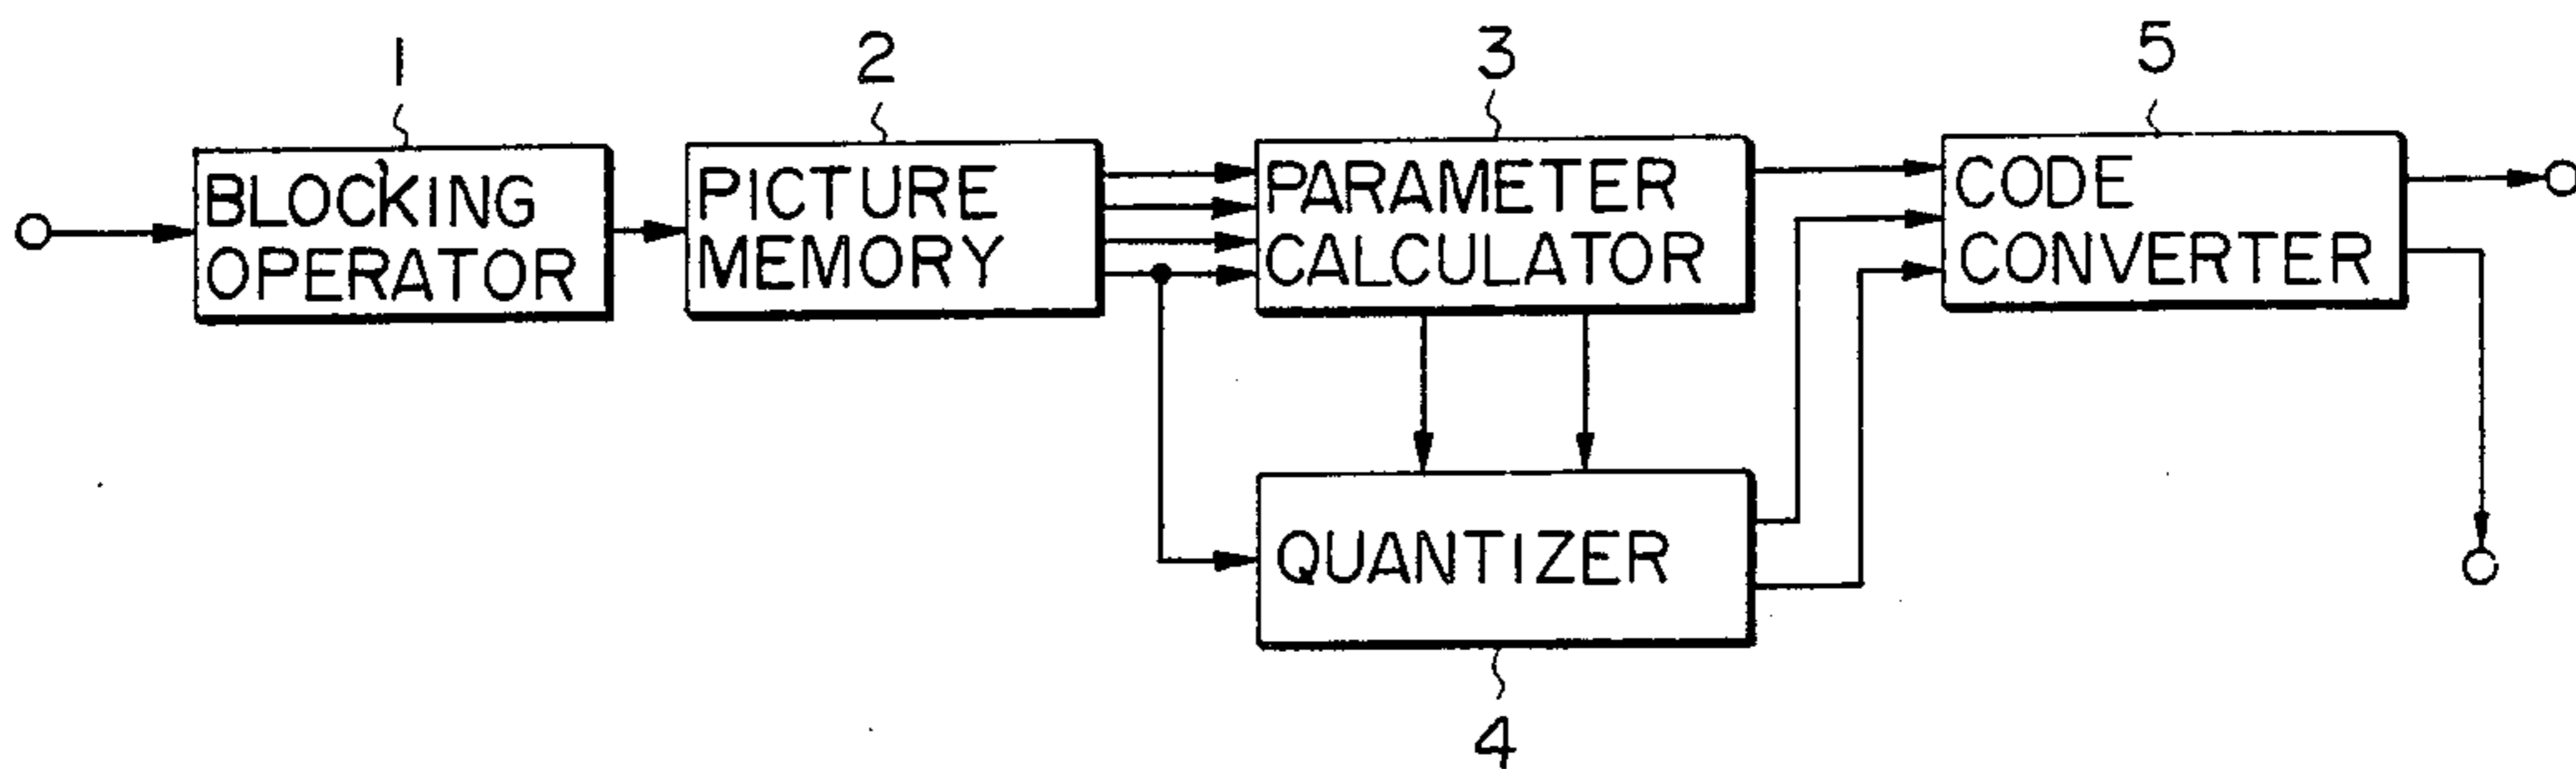 1
2
3
5
BLOCKING
OPERATOR
PICTURE
MEMORY
PARAMETER
CALCULATOR
CODE
CONVERTER
QUANTIZER
4